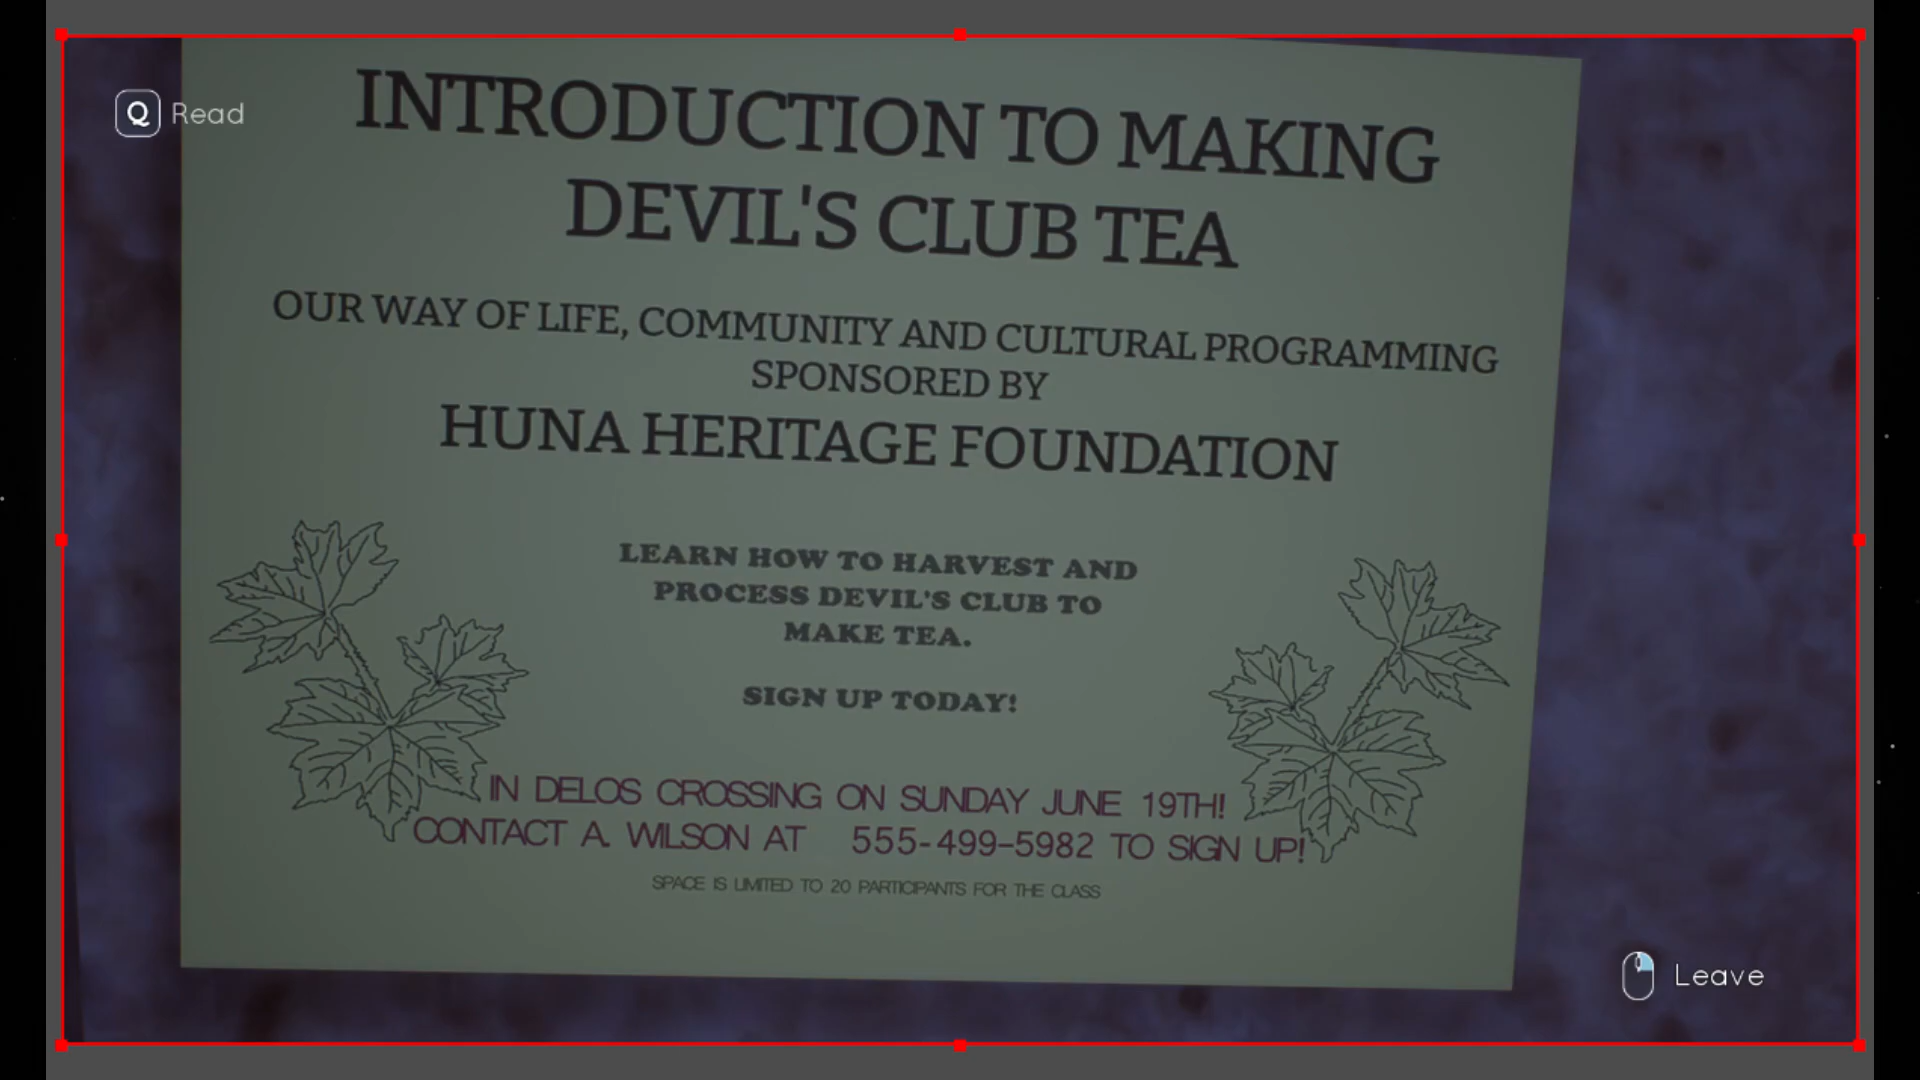 Q Read
INTRODUCTION TO MAKING
DEVIL'S CLUB TEA
OUR WAY OF LIFE, COMMUNITY AND CULTURAL PROGRAMMING
SPONSORED BY
HUNA HERITAGE FOUNDATION
LEARN HOW TO HARVEST AND
PROCESS DEVIL'S CLUB TO
MAKE TEA.
SIGN UP TODAY!
IN DELOS CROSSING ON SUNDAY JUNE 19TH!
CONTACT A. WILSON AT 555-499-5982 TO SIGN UP!
SPACE IS LIMITED TO 20 PARTICIPANTS FOR THE CLASS
Leave